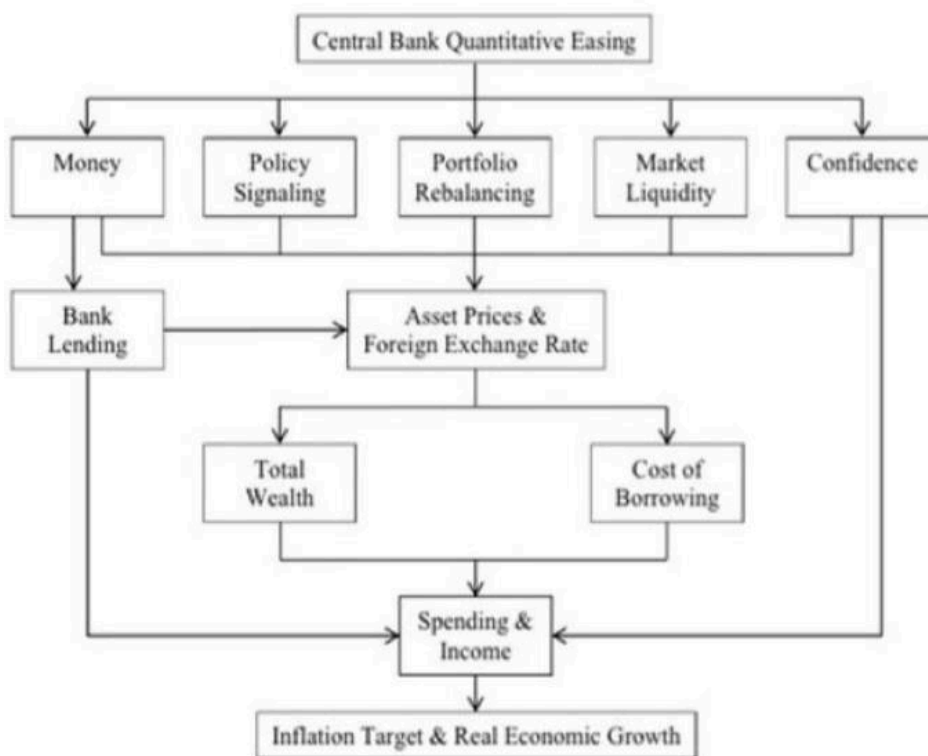 Central Bank Quantitative Easing
Money
Policy
Signaling
Portfolio
Rebalancing
Market
Liquidity
Confidence
Bank
Lending
Asset Prices &
Foreign Exchange Rate
Total
Wealth
Cost of
Borrowing
Spending &
Income
Inflation Target & Real Economic Growth